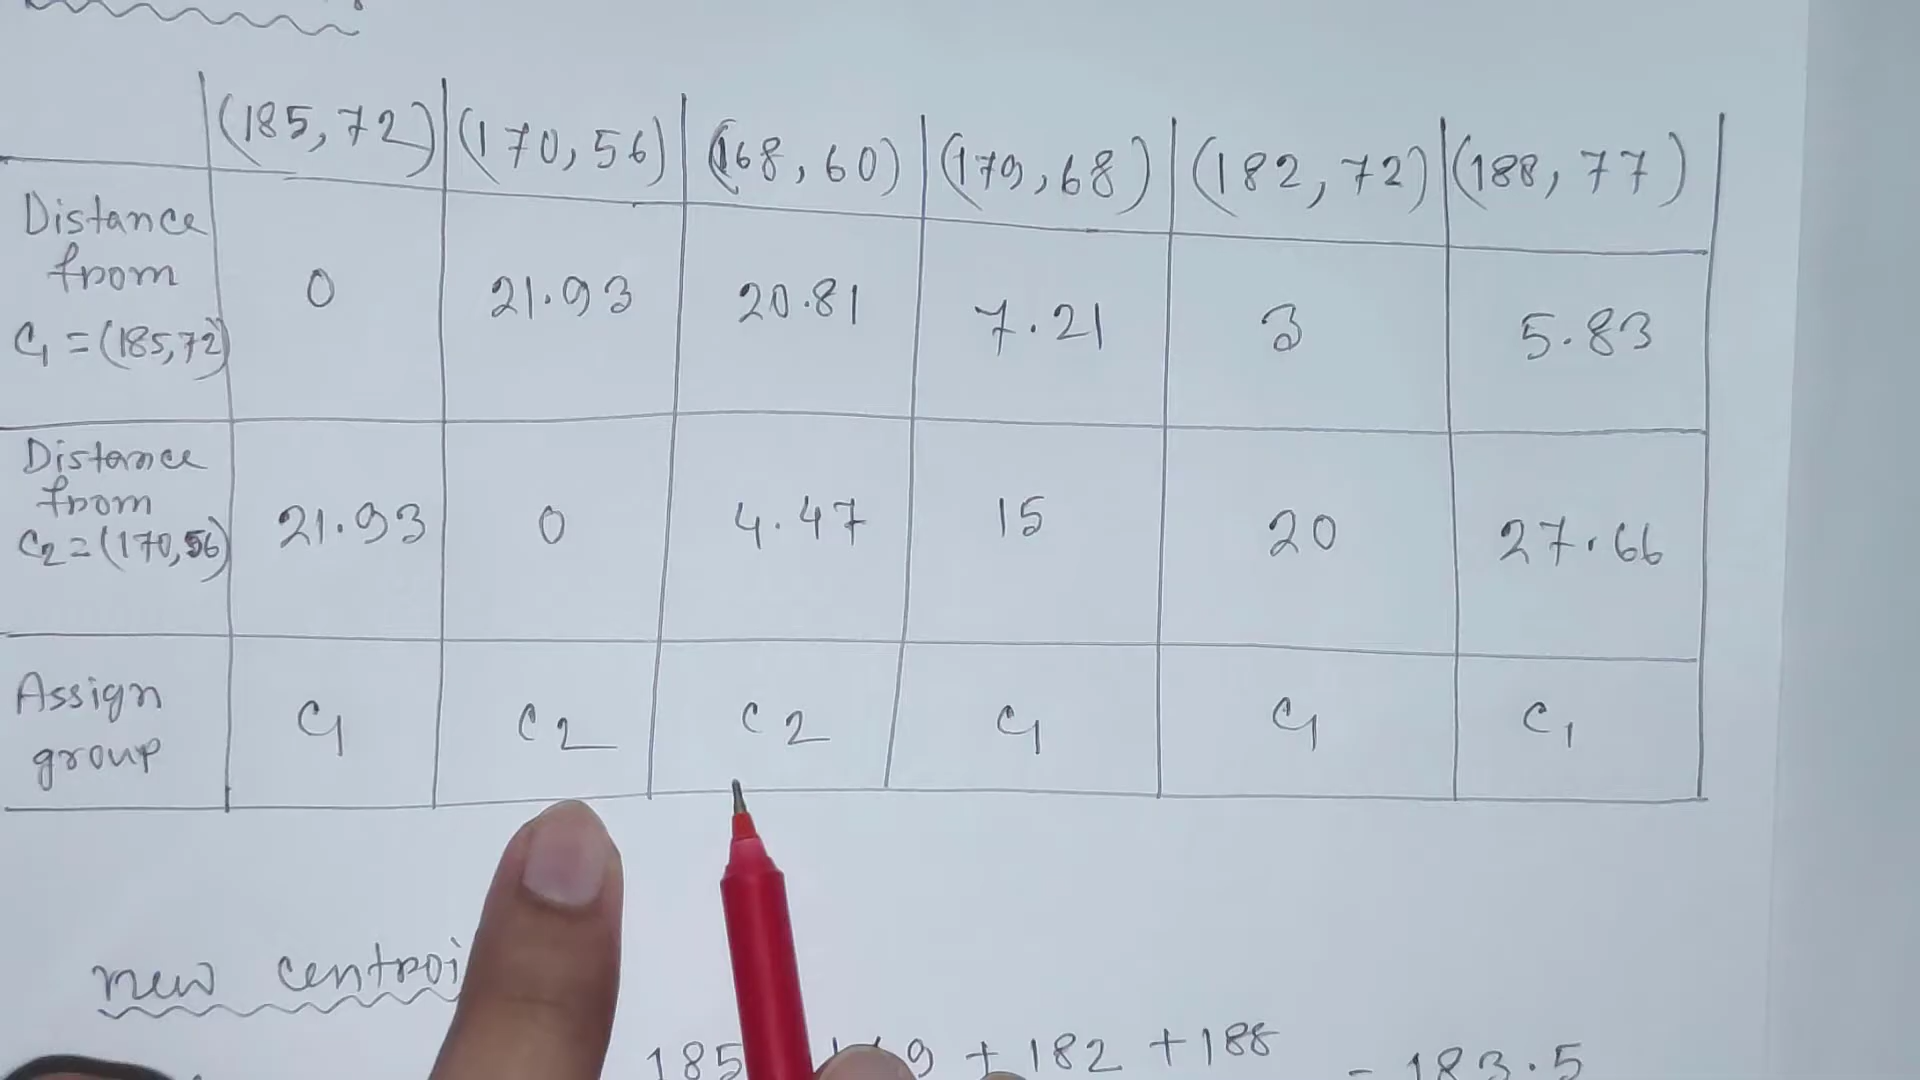 (185,72) (170,56) (168,60) (179,68) (182,72) (188,77)
Distance from C1 = (185,72) 0 21.93 20.81 7.21 3 5.83
Distance from C2 = (170,56) 21.93 0 4.47 15 20 27.66
Assign group C1 C2 C2 C1 C1 C1
new
185 9 + 182 + 188 = 183.5